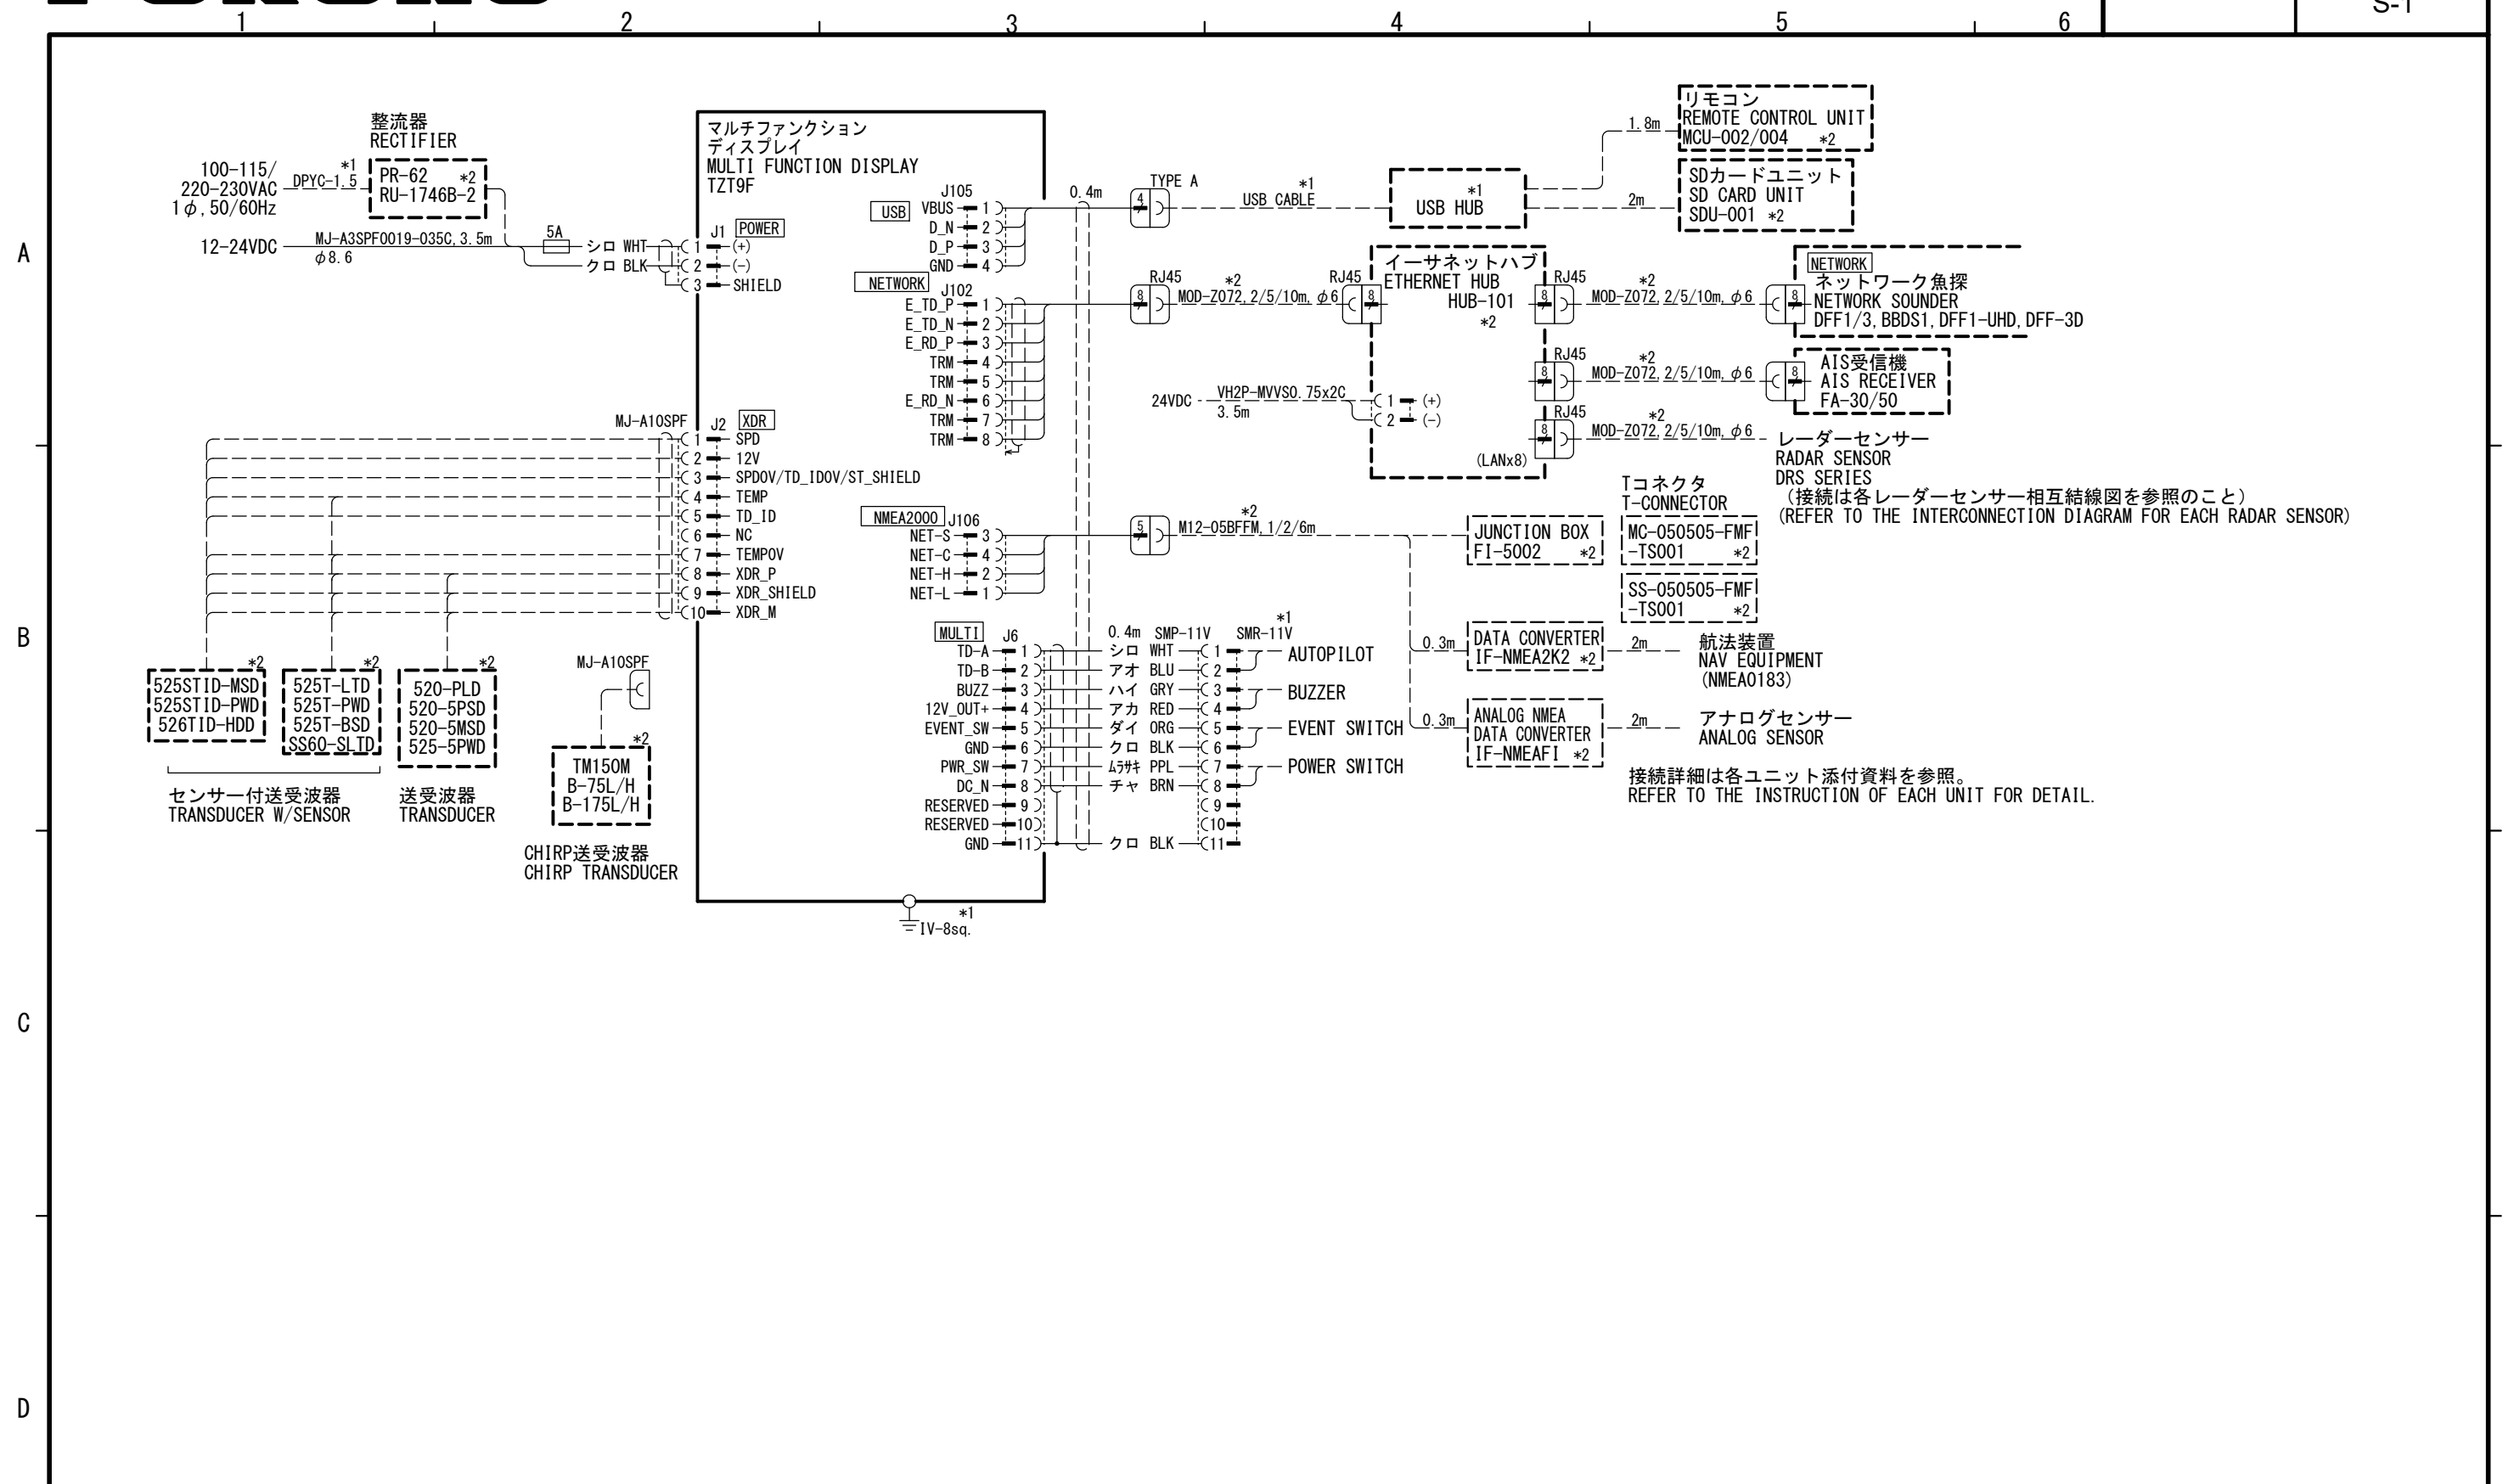 S-1
1 2 3 4 5 6
A
B
C
D
整流器
RECTIFIER
100-115/
220-230VAC
1φ, 50/60Hz
*1
DPYC-1.5
PR-62 *2
RU-1746B-2
12-24VDC
MJ-A3SPF0019-035C, 3.5m
φ8.6
5A
シロ WHT
クロ BLK
マルチファンクション
ディスプレイ
MULTI FUNCTION DISPLAY
TZT9F
J1 POWER
1 (+)
2 (-)
3 SHIELD
MJ-A10SPF
J2 XDR
1 SPD
2 12V
3 SPD0V/TD_ID0V/ST_SHIELD
4 TEMP
5 TD_ID
6 NC
7 TEMP0V
8 XDR_P
9 XDR_SHIELD
10 XDR_M
*2
525STID-MSD
525STID-PWD
526TID-HDD
*2
525T-LTD
525T-PWD
525T-BSD
SS60-SLTD
センサー付送受波器
TRANSDUCER W/SENSOR
*2
520-PLD
520-5PSD
520-5MSD
525-5PWD
送受波器
TRANSDUCER
MJ-A10SPF
*2
TM150M
B-75L/H
B-175L/H
CHIRP送受波器
CHIRP TRANSDUCER
J105
USB
VBUS 1
D_N 2
D_P 3
GND 4
J102
NETWORK
E_TD_P 1
E_TD_N 2
E_RD_P 3
TRM 4
TRM 5
E_RD_N 6
TRM 7
TRM 8
NMEA2000 J106
NET-S 3
NET-C 4
NET-H 2
NET-L 1
MULTI J6
TD-A 1
TD-B 2
BUZZ 3
12V_OUT+ 4
EVENT_SW 5
GND 6
PWR_SW 7
DC_N 8
RESERVED 9
RESERVED 10
GND 11
*1
IV-8sq.
0.4m
TYPE A
4
*1
USB CABLE
*1
USB HUB
1.8m
リモコン
REMOTE CONTROL UNIT
MCU-002/004 *2
2m
SDカードユニット
SD CARD UNIT
SDU-001 *2
RJ45
8
*2
MOD-Z072, 2/5/10m, φ6
RJ45
8
イーサネットハブ
ETHERNET HUB
HUB-101
*2
24VDC
VH2P-MVVS0.75x2C
3.5m
1 (+)
2 (-)
(LANx8)
RJ45
8
*2
MOD-Z072, 2/5/10m, φ6
8
NETWORK
ネットワーク魚探
NETWORK SOUNDER
DFF1/3, BBDS1, DFF1-UHD, DFF-3D
RJ45
8
*2
MOD-Z072, 2/5/10m, φ6
8
AIS受信機
AIS RECEIVER
FA-30/50
RJ45
8
*2
MOD-Z072, 2/5/10m, φ6
レーダーセンサー
RADAR SENSOR
DRS SERIES
(接続は各レーダーセンサー相互結線図を参照のこと)
(REFER TO THE INTERCONNECTION DIAGRAM FOR EACH RADAR SENSOR)
5
*2
M12-05BFFM, 1/2/6m
JUNCTION BOX
FI-5002 *2
Tコネクタ
T-CONNECTOR
MC-050505-FMF
-TS001 *2
SS-050505-FMF
-TS001 *2
0.3m
DATA CONVERTER
IF-NMEA2K2 *2
2m
航法装置
NAV EQUIPMENT
(NMEA0183)
0.3m
ANALOG NMEA
DATA CONVERTER
IF-NMEAFI *2
2m
アナログセンサー
ANALOG SENSOR
接続詳細は各ユニット添付資料を参照。
REFER TO THE INSTRUCTION OF EACH UNIT FOR DETAIL.
*1
0.4m SMP-11V SMR-11V
シロ WHT 1
アオ BLU 2
AUTOPILOT
ハイ GRY 3
アカ RED 4
BUZZER
ダイ ORG 5
クロ BLK 6
EVENT SWITCH
ムラサキ PPL 7
チャ BRN 8
POWER SWITCH
9
10
クロ BLK 11